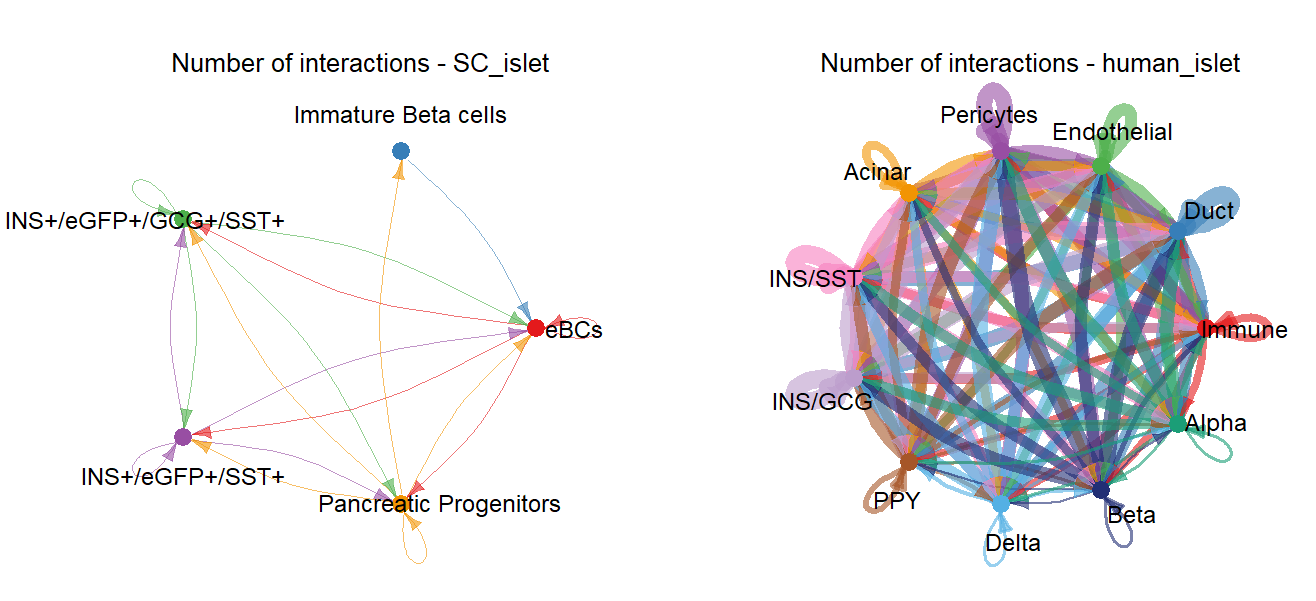 Number of interactions - SC_islet
Immature Beta cells
INS+/eGFP+/GCG+/SST+
eBCs
INS+/eGFP+/SST+
Pancreatic Progenitors
Number of interactions - human_islet
Pericytes
Endothelial
Acinar
Duct
INS/SST
Immune
INS/GCG
Alpha
PPY
Beta
Delta